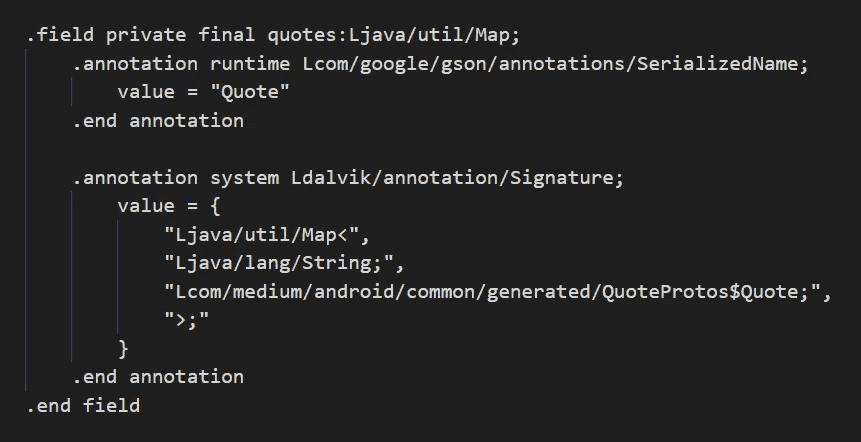 .field private final quotes:Ljava/util/Map;
.annotation runtime Lcom/google/gson/annotations/SerializedName;
value = "Quote"
.end annotation
.annotation system Ldalvik/annotation/Signature;
value = {
"Ljava/util/Map<",
"Ljava/lang/String;",
"Lcom/medium/android/common/generated/QuoteProtos$Quote;",
">;"
}
.end annotation
.end field